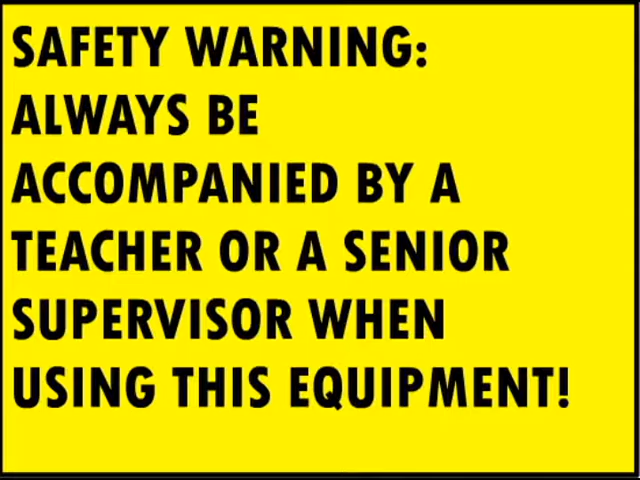 SAFETY WARNING:
ALWAYS BE
ACCOMPANIED BY A
TEACHER OR A SENIOR
SUPERVISOR WHEN
USING THIS EQUIPMENT!